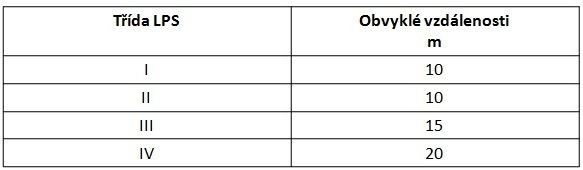 Třída LPS Obvyklé vzdálenosti
m
I 10
II 10
III 15
IV 20